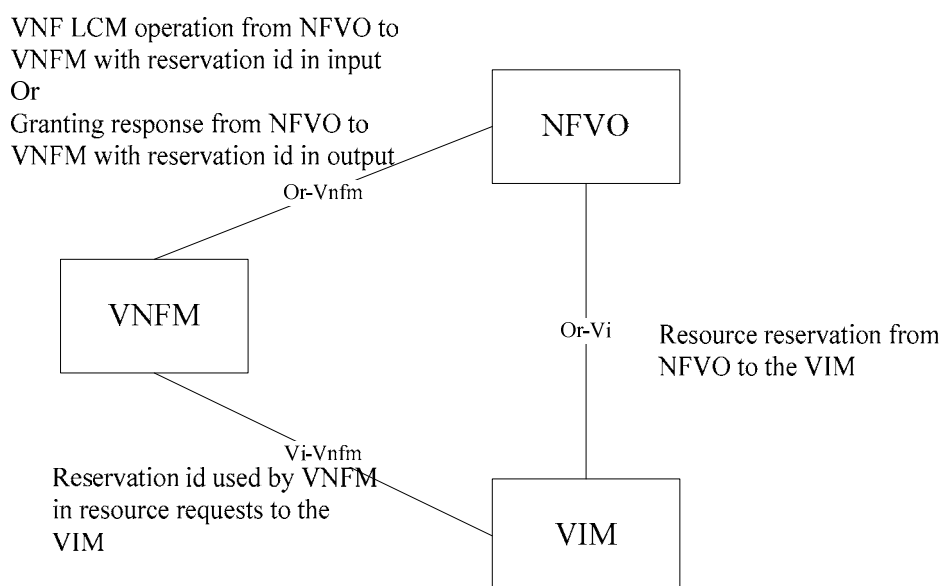 VNF LCM operation from NFVO to
VNFM with reservation id in input
Or
Granting response from NFVO to
VNFM with reservation id in output
NFVO
Or-Vnfm
VNFM
Or-Vi
Resource reservation from
NFVO to the VIM
Vi-Vnfm
Reservation id used by VNFM
in resource requests to the
VIM
VIM